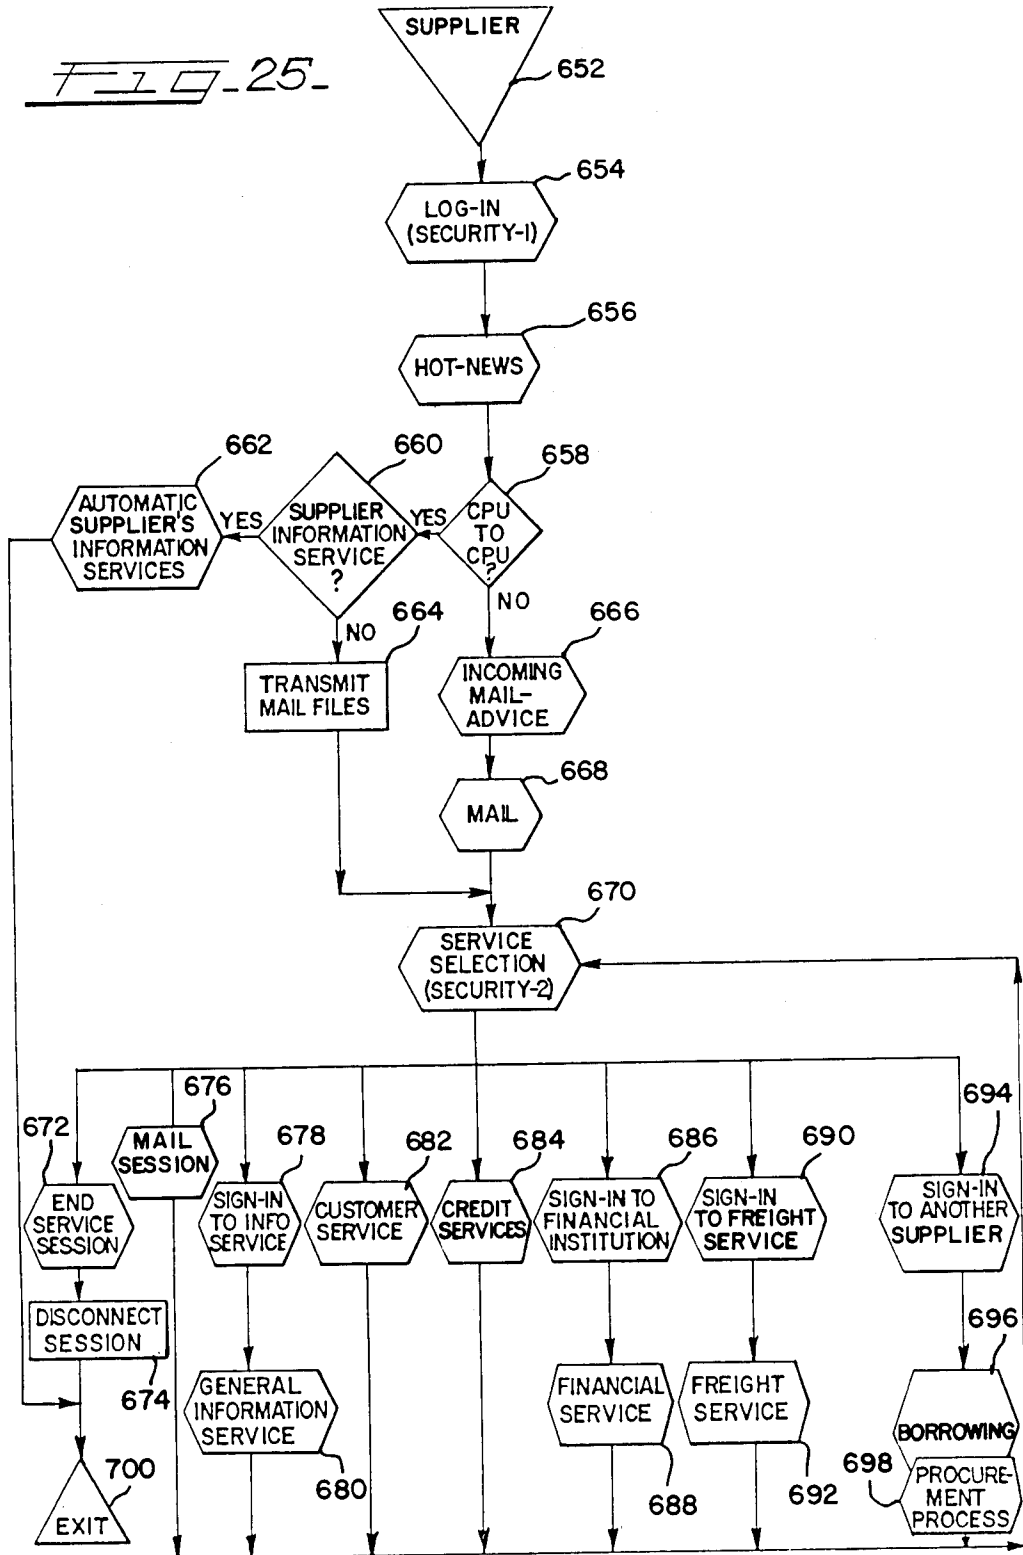 Fig_25_
SUPPLIER
652
654
LOG-IN
(SECURITY-1)
656
HOT-NEWS
662
660
658
AUTOMATIC
SUPPLIER'S
INFORMATION
SERVICES
YES
SUPPLIER
INFORMATION
SERVICE
?
YES
CPU
TO
CPU
?
NO
NO
664
666
TRANSMIT
MAIL FILES
INCOMING
MAIL-
ADVICE
668
MAIL
670
SERVICE
SELECTION
(SECURITY-2)
672
676
678
682
684
686
690
694
END
SERVICE
SESSION
MAIL
SESSION
SIGN-IN
TO INFO
SERVICE
CUSTOMER
SERVICE
CREDIT
SERVICES
SIGN-IN TO
FINANCIAL
INSTITUTION
SIGN-IN
TO FREIGHT
SERVICE
SIGN-IN
TO ANOTHER
SUPPLIER
DISCONNECT
SESSION
674
GENERAL
INFORMATION
SERVICE
680
FINANCIAL
SERVICE
688
FREIGHT
SERVICE
692
696
BORROWING
698
PROCURE-
MENT
PROCESS
700
EXIT